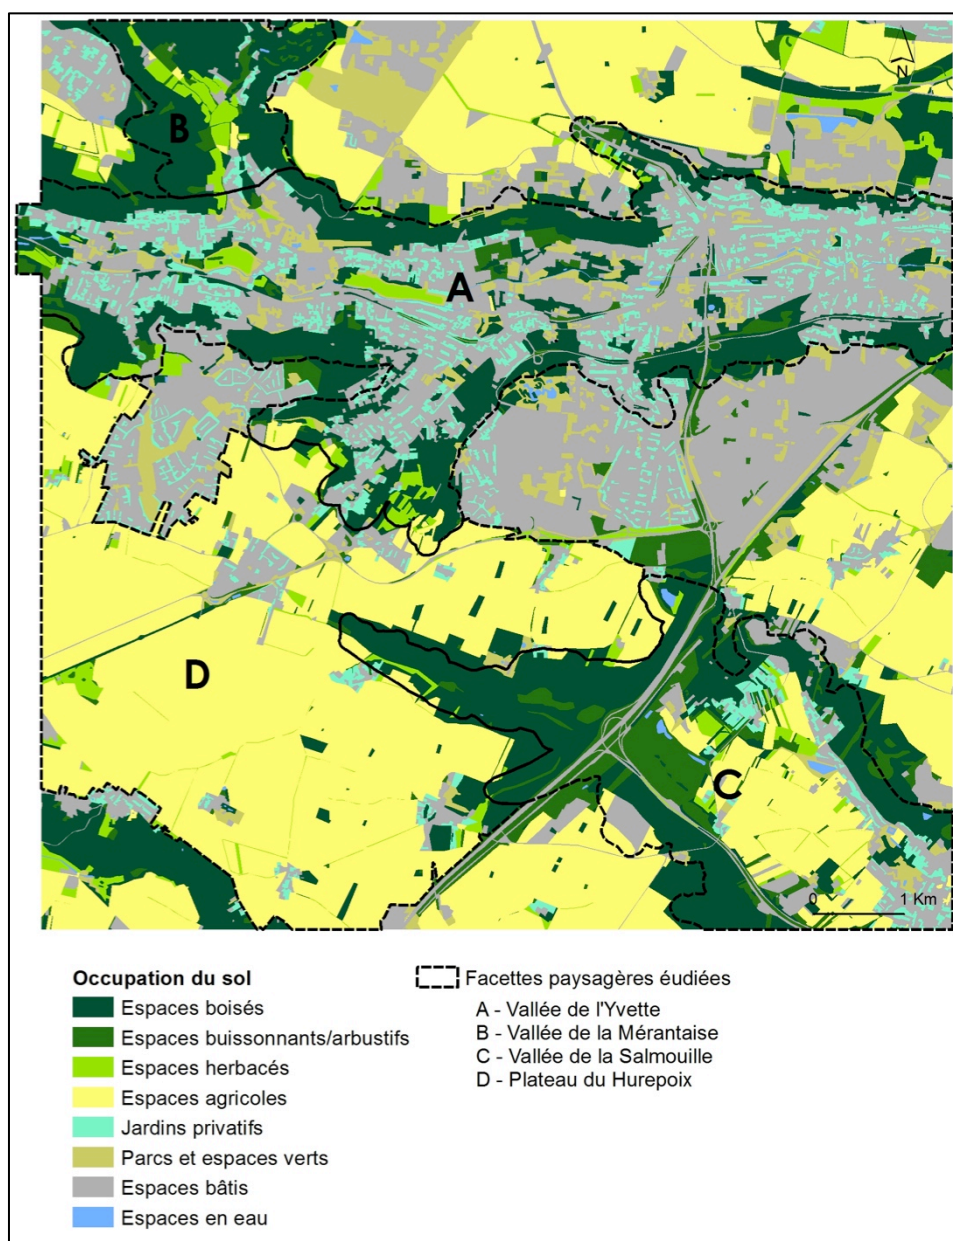 N
B
A
D
C
0 1 Km
Occupation du sol
Espaces boisés
Espaces buissonnants/arbustifs
Espaces herbacés
Espaces agricoles
Jardins privatifs
Parcs et espaces verts
Espaces bâtis
Espaces en eau
Facettes paysagères éudiées
A - Vallée de l'Yvette
B - Vallée de la Mérantaise
C - Vallée de la Salmouille
D - Plateau du Hurepoix